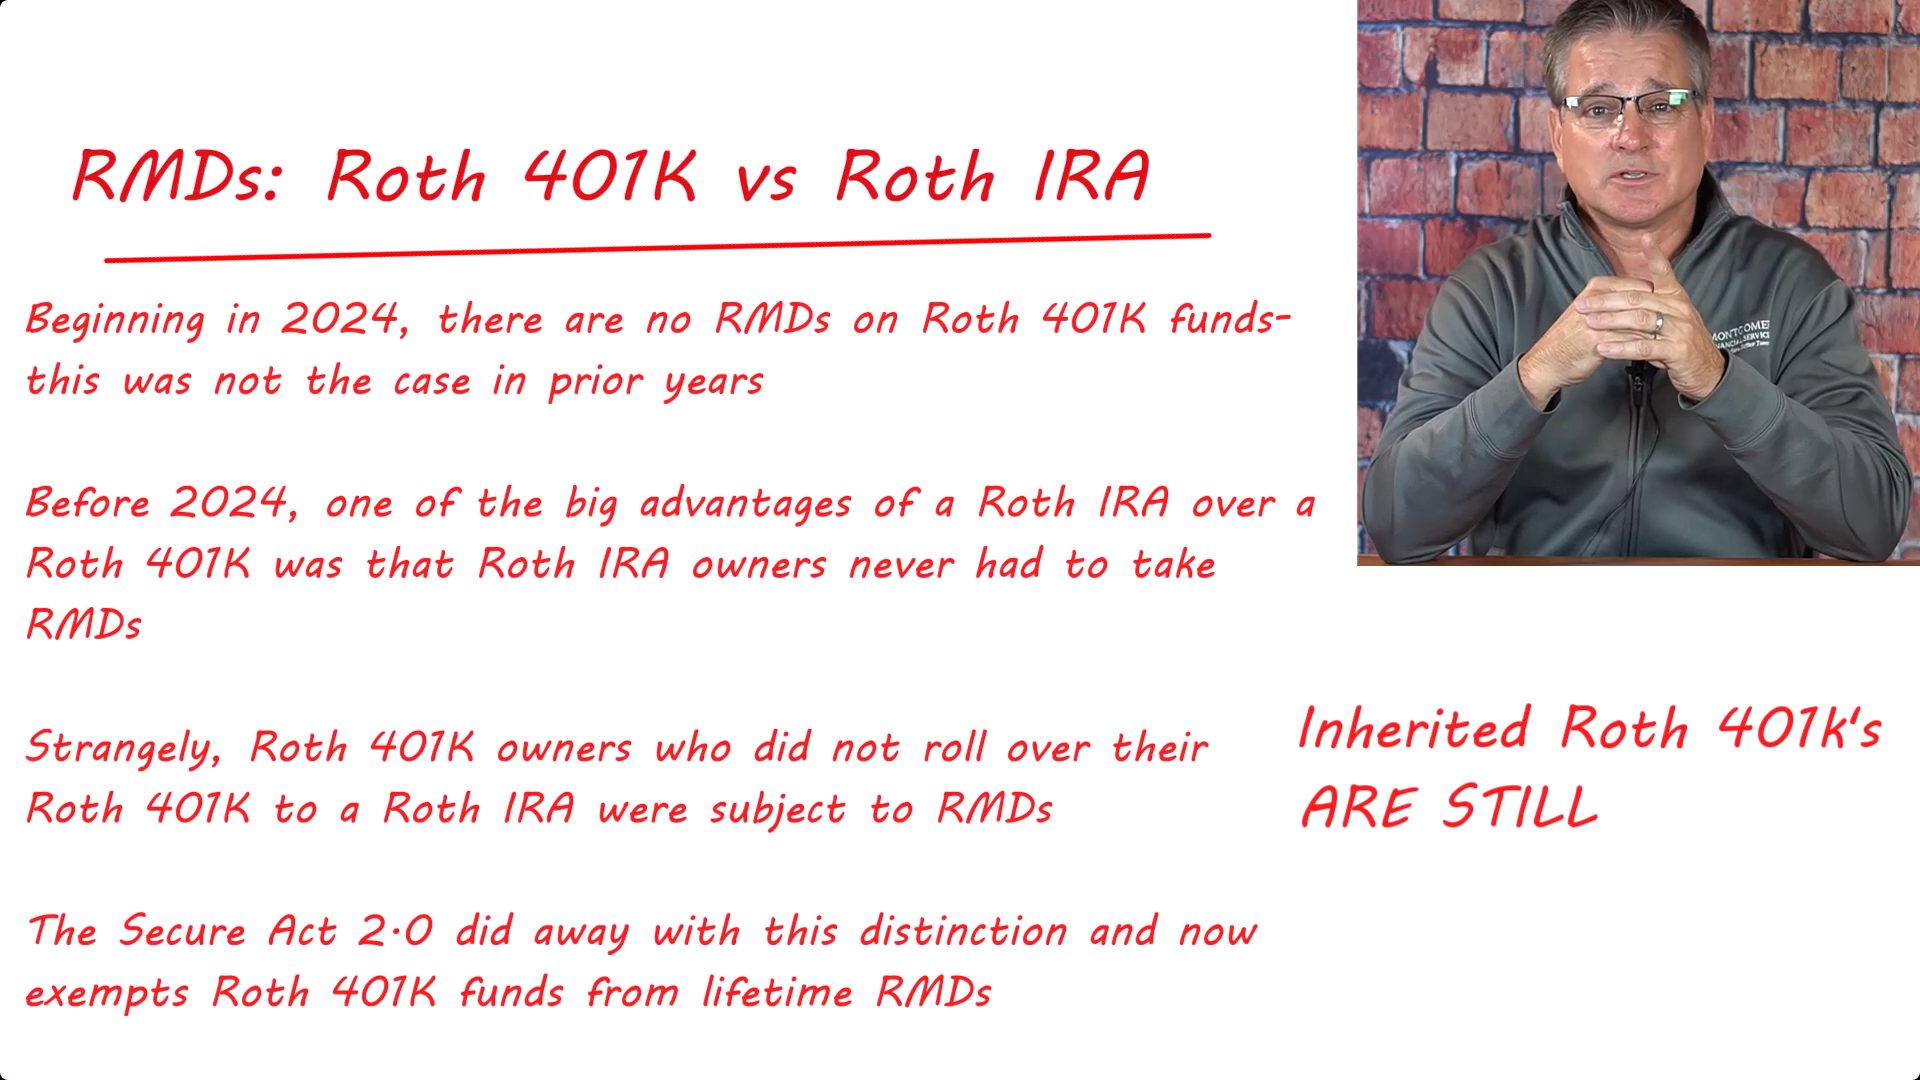 RMDs: Roth 401K vs Roth IRA
Beginning in 2024, there are no RMDs on Roth 401K funds-
this was not the case in prior years
Before 2024, one of the big advantages of a Roth IRA over a
Roth 401K was that Roth IRA owners never had to take
RMDs
Strangely, Roth 401K owners who did not roll over their
Roth 401K to a Roth IRA were subject to RMDs
The Secure Act 2.0 did away with this distinction and now
exempts Roth 401K funds from lifetime RMDs
Inherited Roth 401k's
ARE STILL